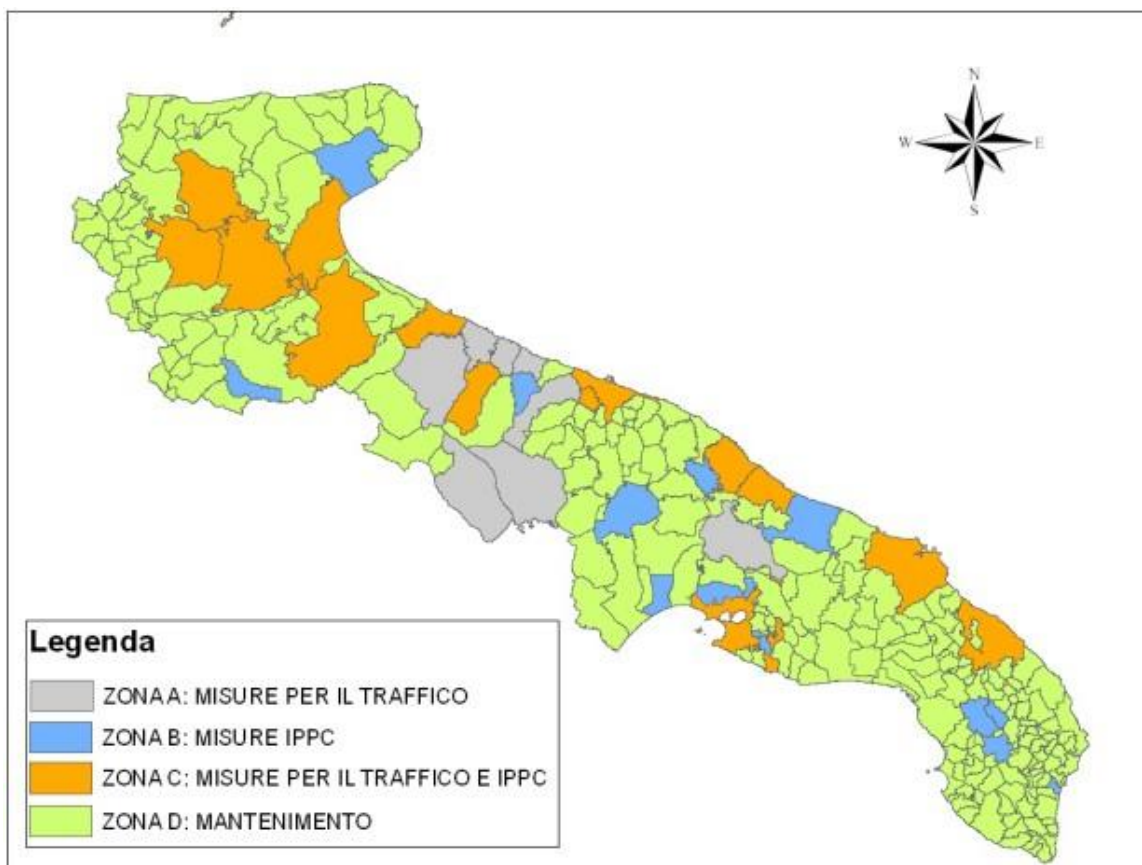 N
W E
S
Legenda
ZONA A: MISURE PER IL TRAFFICO
ZONA B: MISURE IPPC
ZONA C: MISURE PER IL TRAFFICO E IPPC
ZONA D: MANTENIMENTO